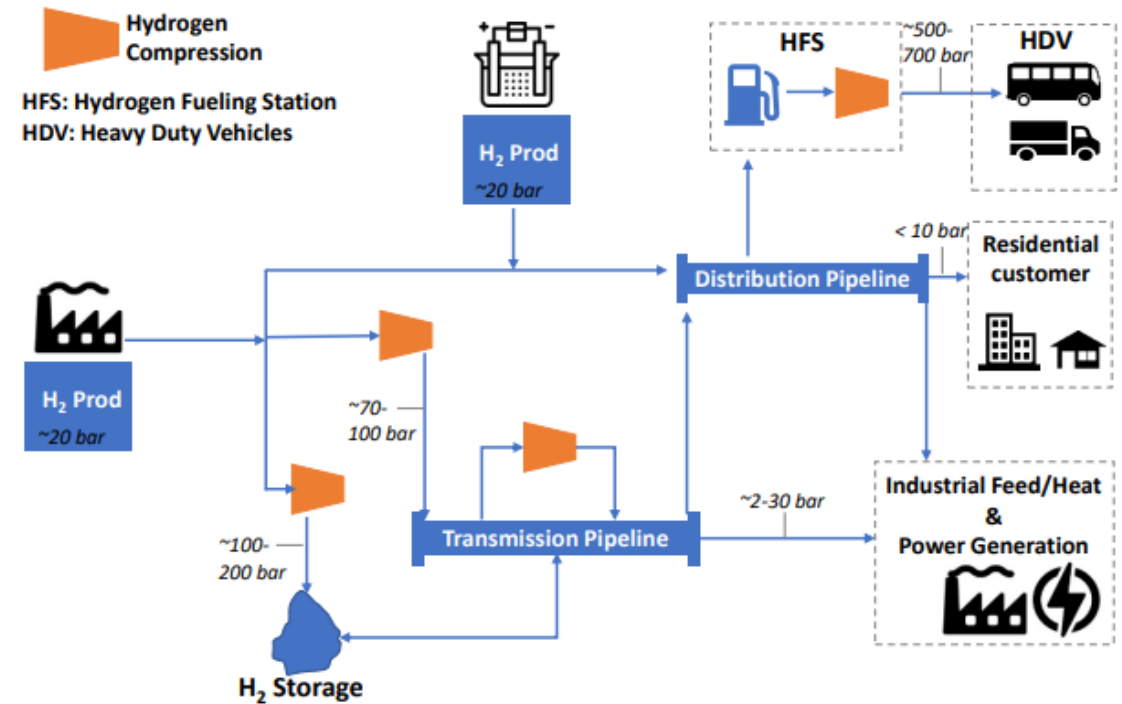 Hydrogen
Compression
HFS: Hydrogen Fueling Station
HDV: Heavy Duty Vehicles
+ -
H₂ Prod
~20 bar
HFS
~500-
700 bar
HDV
< 10 bar
Residential
customer
Distribution Pipeline
H₂ Prod
~20 bar
~70-
100 bar
~100-
200 bar
H₂ Storage
Transmission Pipeline
~2-30 bar
Industrial Feed/Heat
&
Power Generation